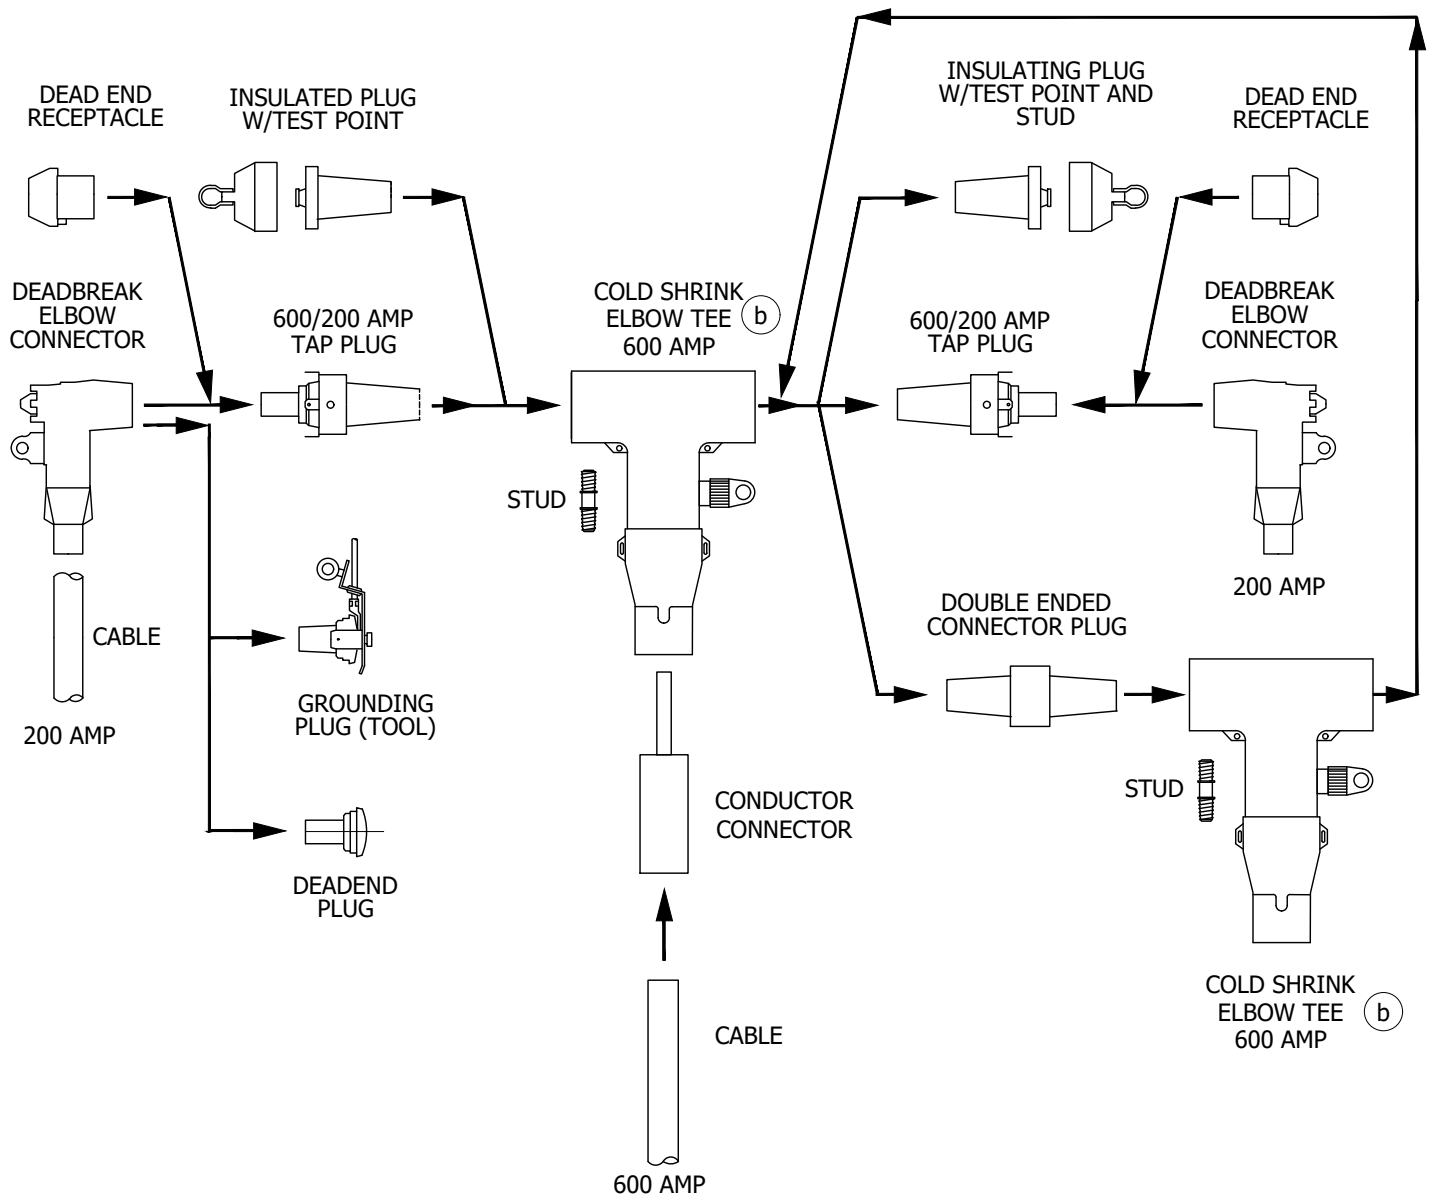 DEAD END
RECEPTACLE
INSULATED PLUG
W/TEST POINT
INSULATING PLUG
W/TEST POINT AND
STUD
DEAD END
RECEPTACLE
DEADBREAK
ELBOW
CONNECTOR
600/200 AMP
TAP PLUG
COLD SHRINK
ELBOW TEE b
600 AMP
600/200 AMP
TAP PLUG
DEADBREAK
ELBOW
CONNECTOR
STUD
200 AMP
CABLE
200 AMP
GROUNDING
PLUG (TOOL)
DOUBLE ENDED
CONNECTOR PLUG
STUD
CONDUCTOR
CONNECTOR
DEADEND
PLUG
COLD SHRINK
ELBOW TEE b
600 AMP
CABLE
600 AMP